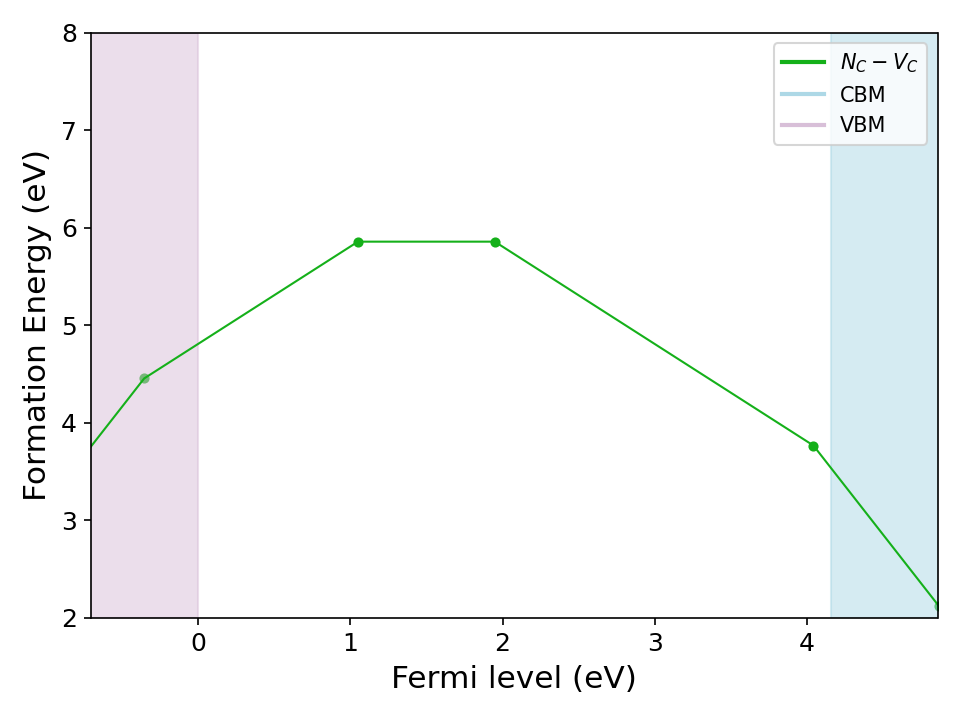 8
7
6
5
4
3
2
Formation Energy (eV)
N_C − V_C
CBM
VBM
0 1 2 3 4
Fermi level (eV)